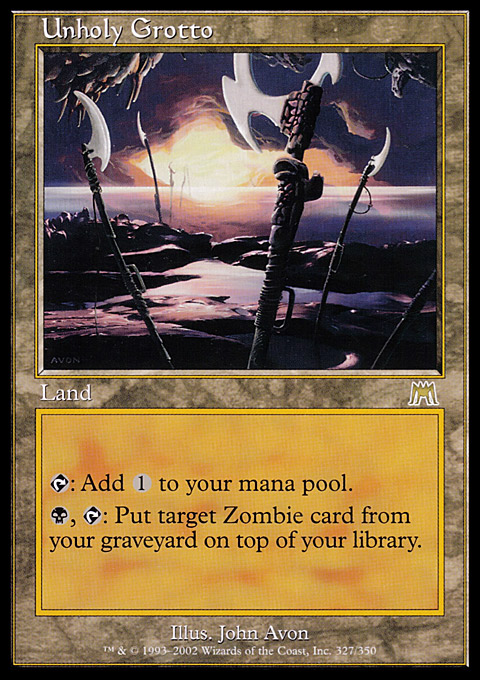 Unholy Grotto
AVON
Land
: Add 1 to your mana pool.
, : Put target Zombie card from
your graveyard on top of your library.
Illus. John Avon
™ & © 1993-2002 Wizards of the Coast, Inc. 327/350